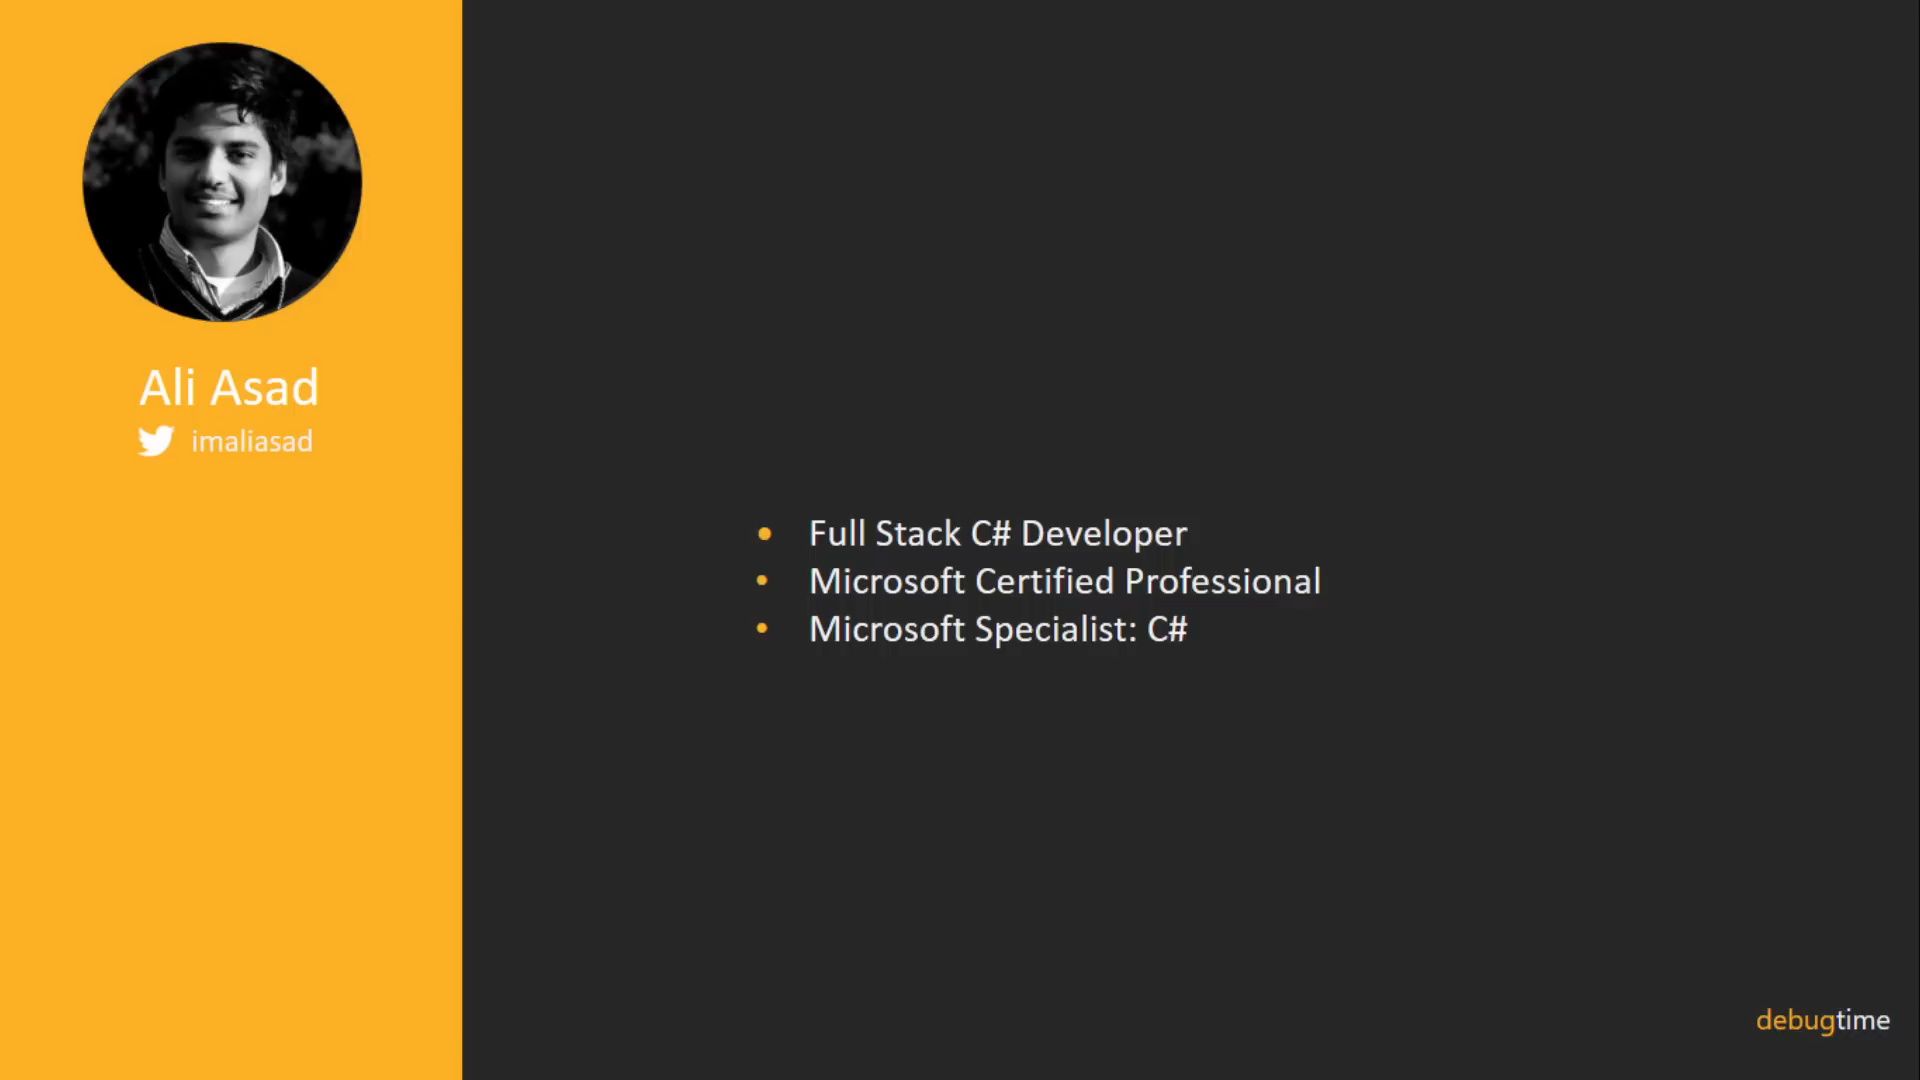 Ali Asad
imaliasad
• Full Stack C# Developer
• Microsoft Certified Professional
• Microsoft Specialist: C#
debugtime